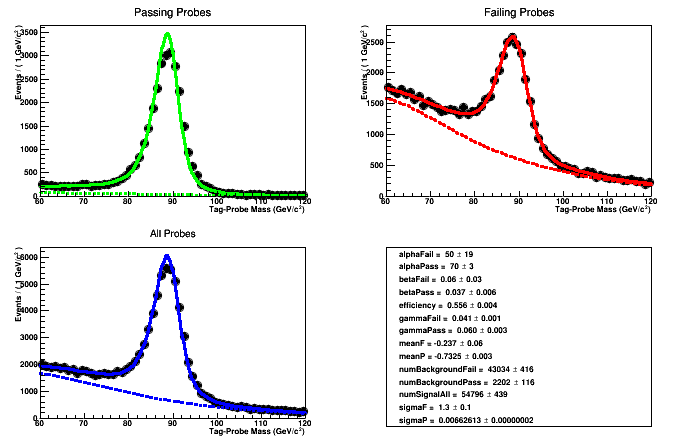 Passing Probes
Events / ( 1 GeV/c² )
3500
3000
2500
2000
1500
1000
500
0
60 70 80 90 100 110 120
Tag-Probe Mass (GeV/c²)
Failing Probes
Events / ( 1 GeV/c² )
2500
2000
1500
1000
500
60 70 80 90 100 110 120
Tag-Probe Mass (GeV/c²)
All Probes
Events / ( 1 GeV/c² )
6000
5000
4000
3000
2000
1000
0
60 70 80 90 100 110 120
Tag-Probe Mass (GeV/c²)
alphaFail = 50 ± 19
alphaPass = 70 ± 3
betaFail = 0.06 ± 0.03
betaPass = 0.037 ± 0.006
efficiency = 0.556 ± 0.004
gammaFail = 0.041 ± 0.001
gammaPass = 0.060 ± 0.003
meanF = -0.237 ± 0.06
meanP = -0.7325 ± 0.003
numBackgroundFail = 43034 ± 416
numBackgroundPass = 2202 ± 116
numSignalAll = 54796 ± 439
sigmaF = 1.3 ± 0.1
sigmaP = 0.00662613 ± 0.00000002